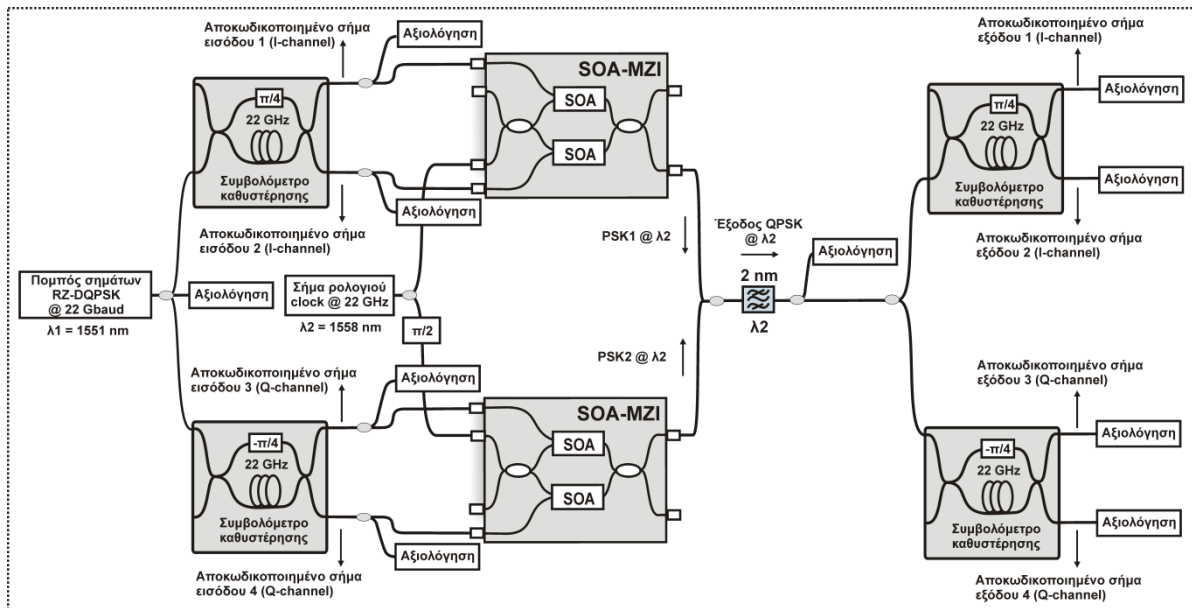 Αποκωδικοποιημένο σήμα
εισόδου 1 (I-channel)
Αξιολόγηση
π/4
22 GHz
Συμβολόμετρο
καθυστέρησης
Αποκωδικοποιημένο σήμα
εισόδου 2 (I-channel)
Αξιολόγηση
SOA-MZI
SOA
SOA
Πομπός σημάτων
RZ-DQPSK
@ 22 Gbaud
λ1 = 1551 nm
Αξιολόγηση
Σήμα ρολογιού
clock @ 22 GHz
λ2 = 1558 nm
π/2
Αποκωδικοποιημένο σήμα
εισόδου 3 (Q-channel)
Αξιολόγηση
-π/4
22 GHz
Συμβολόμετρο
καθυστέρησης
Αποκωδικοποιημένο σήμα
εισόδου 4 (Q-channel)
Αξιολόγηση
SOA-MZI
SOA
SOA
PSK1 @ λ2
PSK2 @ λ2
Έξοδος QPSK
@ λ2
2 nm
λ2
Αξιολόγηση
Αποκωδικοποιημένο σήμα
εξόδου 1 (I-channel)
Αξιολόγηση
π/4
22 GHz
Συμβολόμετρο
καθυστέρησης
Αξιολόγηση
Αποκωδικοποιημένο σήμα
εξόδου 2 (I-channel)
Αποκωδικοποιημένο σήμα
εξόδου 3 (Q-channel)
Αξιολόγηση
-π/4
22 GHz
Συμβολόμετρο
καθυστέρησης
Αξιολόγηση
Αποκωδικοποιημένο σήμα
εξόδου 4 (Q-channel)